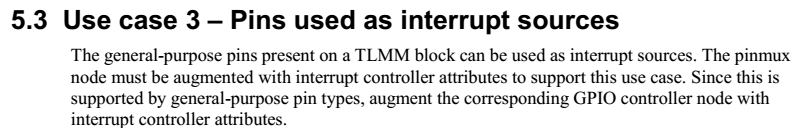 5.3 Use case 3 – Pins used as interrupt sources
The general-purpose pins present on a TLMM block can be used as interrupt sources. The pinmux
node must be augmented with interrupt controller attributes to support this use case. Since this is
supported by general-purpose pin types, augment the corresponding GPIO controller node with
interrupt controller attributes.